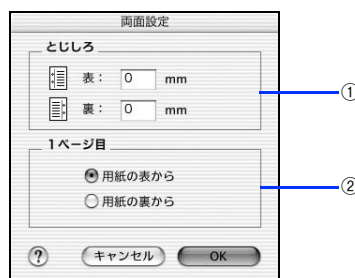 両面設定
とじしろ
表： 0 mm
①
裏： 0 mm
1ページ目
用紙の表から
②
用紙の裏から
? キャンセル OK